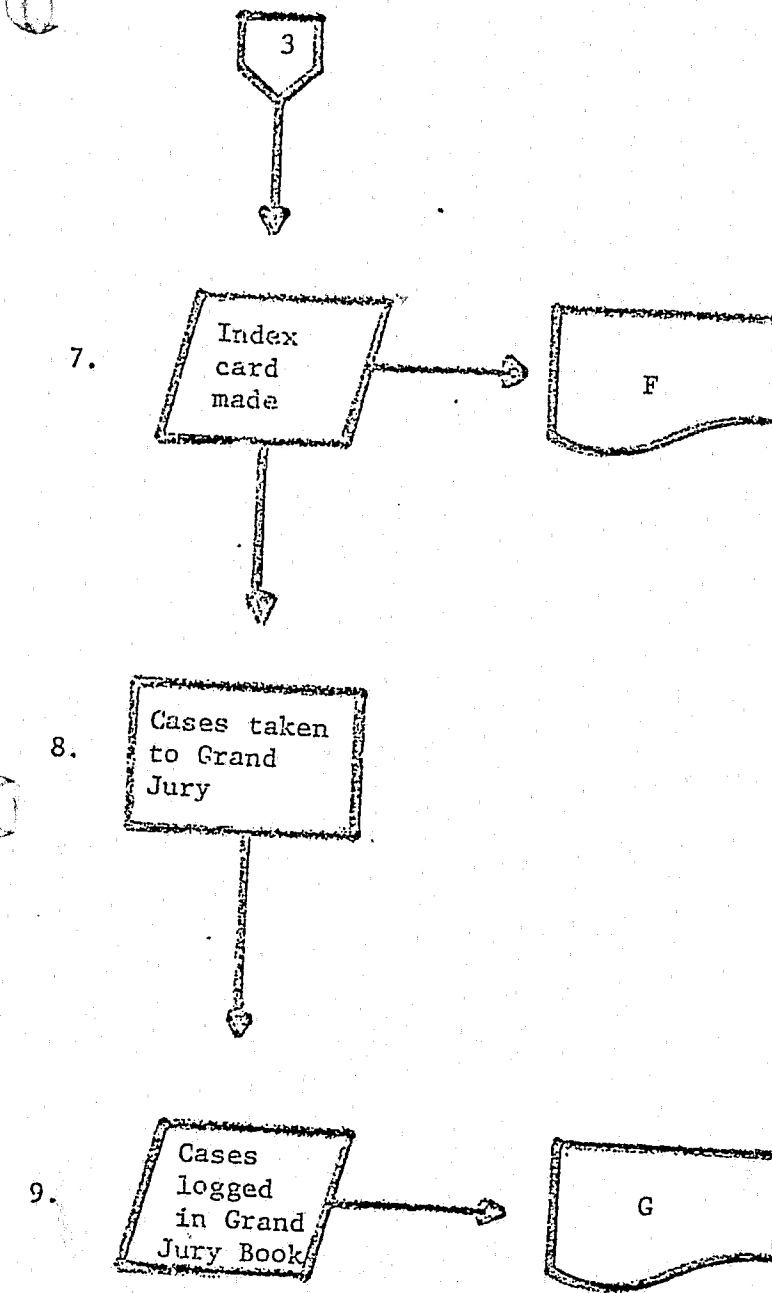 3
7.
Index
card
made
F
8.
Cases taken
to Grand
Jury
9.
Cases
logged
in Grand
Jury Book
G